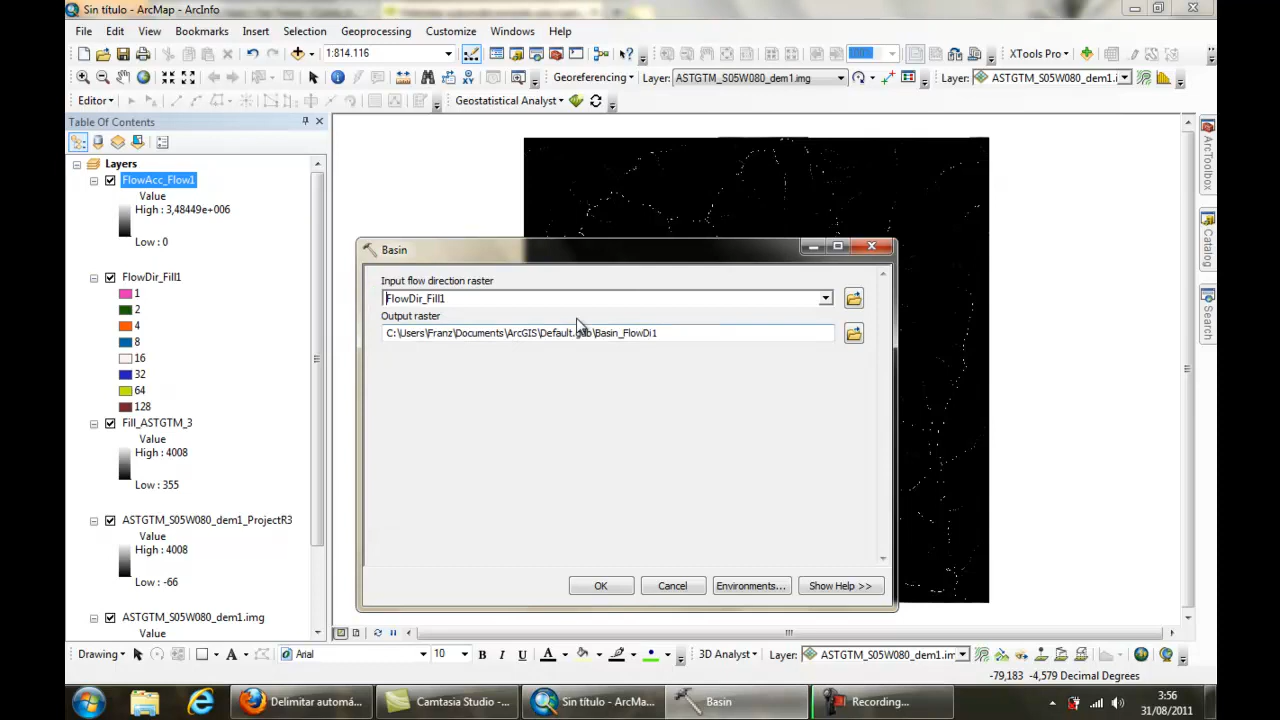 Sin título - ArcMap - ArcInfo
File Edit View Bookmarks Insert Selection Geoprocessing Customize Windows Help
1:814.116
XTools Pro
Georeferencing Layer: ASTGTM_S05W080_dem1.img Layer: ASTGTM_S05W080_dem1.i
Editor Geostatistical Analyst
Table Of Contents
Layers
FlowAcc_Flow1
Value
High : 3,48449e+006
Low : 0
FlowDir_Fill1
1
2
4
8
16
32
64
128
Fill_ASTGTM_3
Value
High : 4008
Low : 355
ASTGTM_S05W080_dem1_ProjectR3
Value
High : 4008
Low : -66
ASTGTM_S05W080_dem1.img
Value
Basin
Input flow direction raster
FlowDir_Fill1
Output raster
C:\Users\Franz\Documents\ArcGIS\Default.gdb\Basin_FlowDi1
OK Cancel Environments... Show Help >>
ArcToolbox
Catalog
Search
Drawing Arial 10 B I U A 3D Analyst Layer: ASTGTM_S05W080_dem1.im
-79,183 -4,579 Decimal Degrees
Delimitar automá... Camtasia Studio -... Sin título - ArcMa... Basin Recording...
3:56
31/08/2011